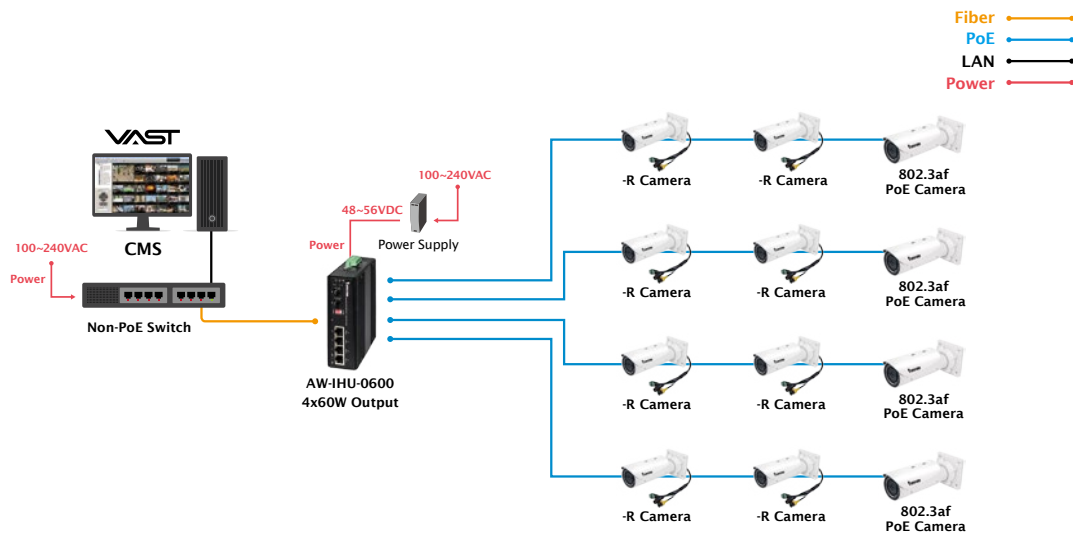 Fiber
PoE
LAN
Power
VAST
CMS
100~240VAC
Power
Non-PoE Switch
100~240VAC
48~56VDC
Power
Power Supply
AW-IHU-0600
4x60W Output
-R Camera
-R Camera
802.3af
PoE Camera
-R Camera
-R Camera
802.3af
PoE Camera
-R Camera
-R Camera
802.3af
PoE Camera
-R Camera
-R Camera
802.3af
PoE Camera